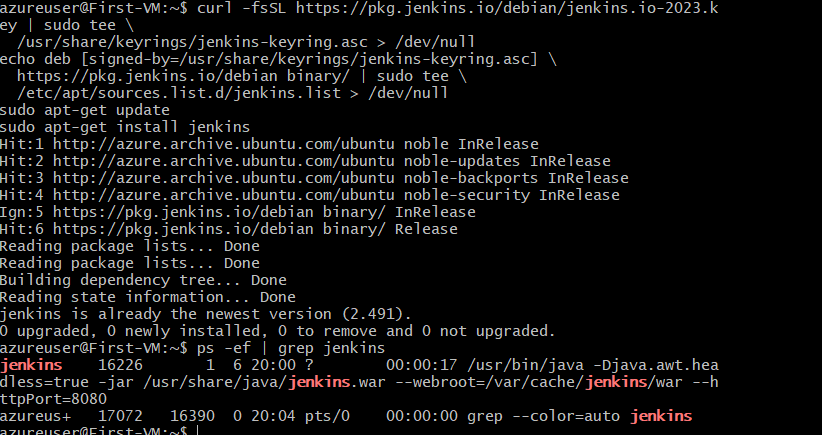 azureuser@First-VM:~$ curl -fsSL https://pkg.jenkins.io/debian/jenkins.io-2023.k
ey | sudo tee \
  /usr/share/keyrings/jenkins-keyring.asc > /dev/null
echo deb [signed-by=/usr/share/keyrings/jenkins-keyring.asc] \
  https://pkg.jenkins.io/debian binary/ | sudo tee \
  /etc/apt/sources.list.d/jenkins.list > /dev/null
sudo apt-get update
sudo apt-get install jenkins
Hit:1 http://azure.archive.ubuntu.com/ubuntu noble InRelease
Hit:2 http://azure.archive.ubuntu.com/ubuntu noble-updates InRelease
Hit:3 http://azure.archive.ubuntu.com/ubuntu noble-backports InRelease
Hit:4 http://azure.archive.ubuntu.com/ubuntu noble-security InRelease
Ign:5 https://pkg.jenkins.io/debian binary/ InRelease
Hit:6 https://pkg.jenkins.io/debian binary/ Release
Reading package lists... Done
Reading package lists... Done
Building dependency tree... Done
Reading state information... Done
jenkins is already the newest version (2.491).
0 upgraded, 0 newly installed, 0 to remove and 0 not upgraded.
azureuser@First-VM:~$ ps -ef | grep jenkins
jenkins    16226       1  6 20:00 ?        00:00:17 /usr/bin/java -Djava.awt.hea
dless=true -jar /usr/share/java/jenkins.war --webroot=/var/cache/jenkins/war --h
ttpPort=8080
azureus+   17072   16390  0 20:04 pts/0    00:00:00 grep --color=auto jenkins
azureuser@First-VM:~$